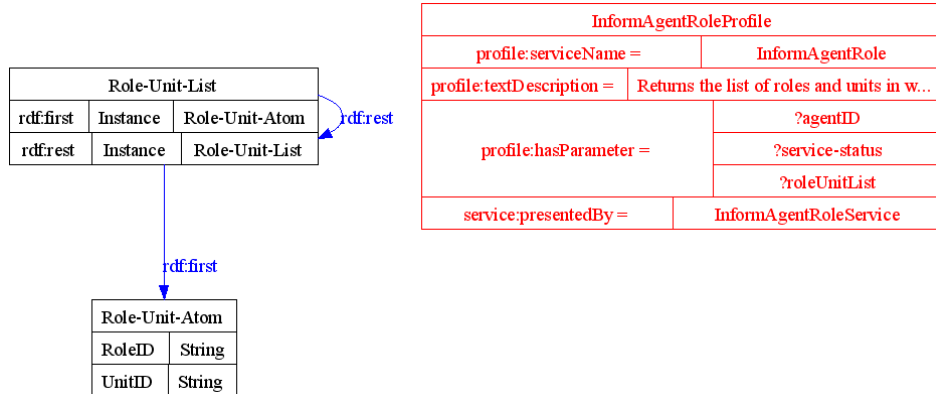 Role-Unit-List
rdf:first Instance Role-Unit-Atom
rdf:rest Instance Role-Unit-List
rdf:rest
rdf:first
Role-Unit-Atom
RoleID String
UnitID String
InformAgentRoleProfile
profile:serviceName = InformAgentRole
profile:textDescription = Returns the list of roles and units in w...
profile:hasParameter = ?agentID
?service-status
?roleUnitList
service:presentedBy = InformAgentRoleService